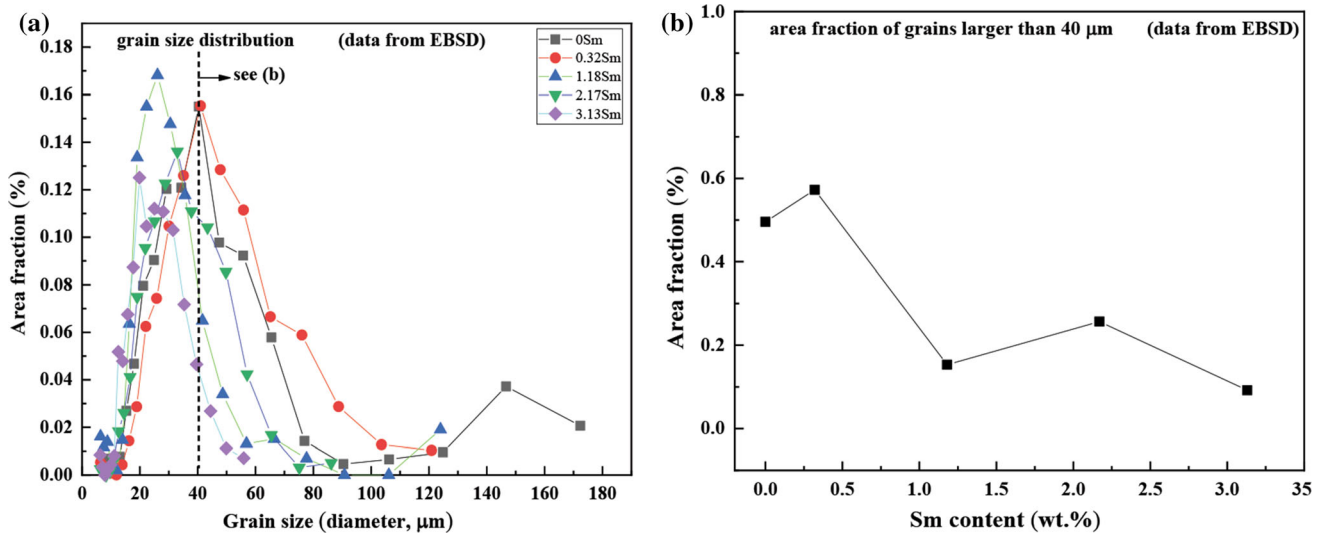 (a)
grain size distribution (data from EBSD)
see (b)
0Sm
0.32Sm
1.18Sm
2.17Sm
3.13Sm
Area fraction (%)
0.18
0.16
0.14
0.12
0.10
0.08
0.06
0.04
0.02
0.00
0 20 40 60 80 100 120 140 160 180
Grain size (diameter, μm)
(b)
area fraction of grains larger than 40 μm (data from EBSD)
Area fraction (%)
1.0
0.8
0.6
0.4
0.2
0.0
0.0 0.5 1.0 1.5 2.0 2.5 3.0 35
Sm content (wt.%)